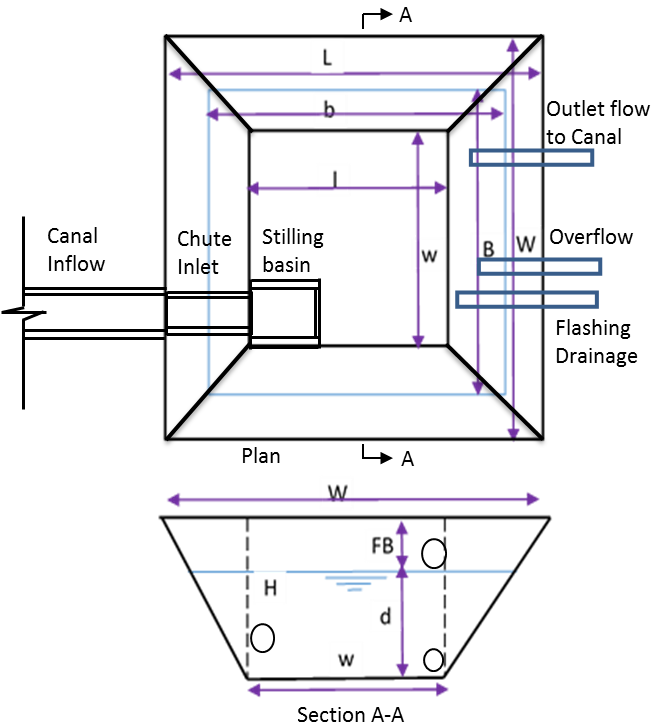 A
L
b
Outlet flow
to Canal
l
Canal
Inflow
Chute
Inlet
Stilling
basin
w
B
W
Overflow
Flashing
Drainage
Plan
A
W
FB
H
d
w
Section A-A